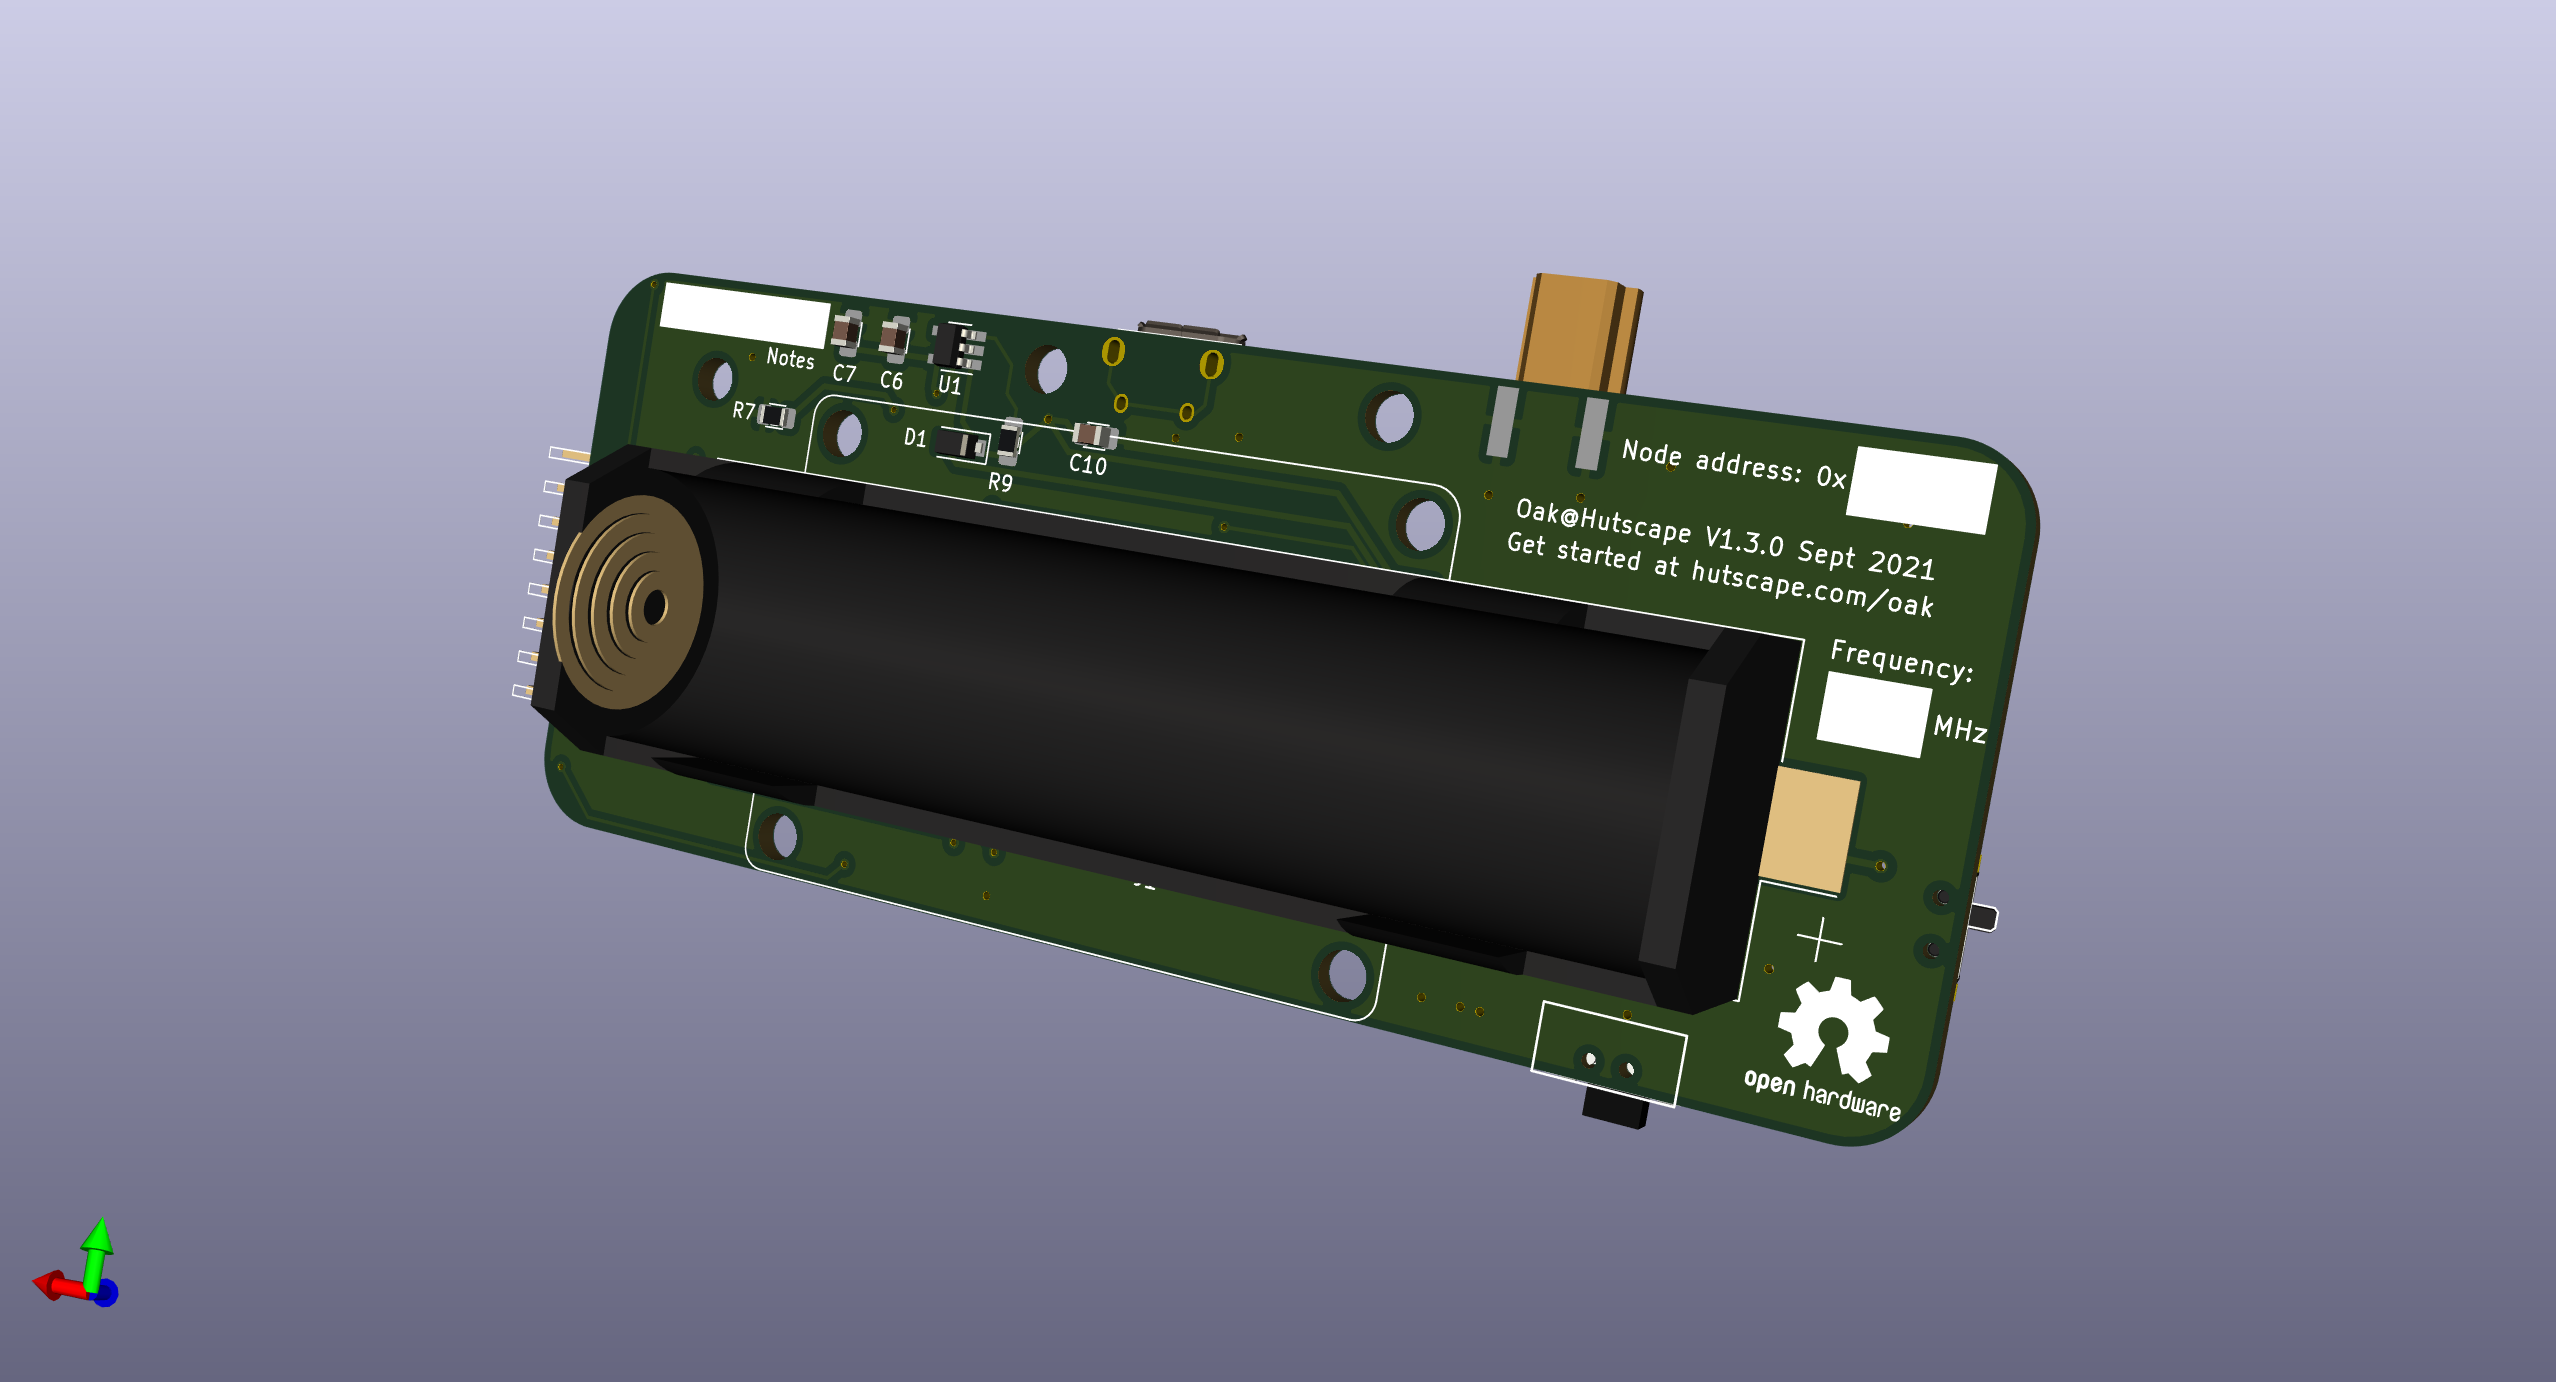 Notes
C7
C6
U1
R7
D1
R9
C10
Node address: 0x
Oak@Hutscape V1.3.0 Sept 2021
Get started at hutscape.com/oak
Frequency:
MHz
open hardware